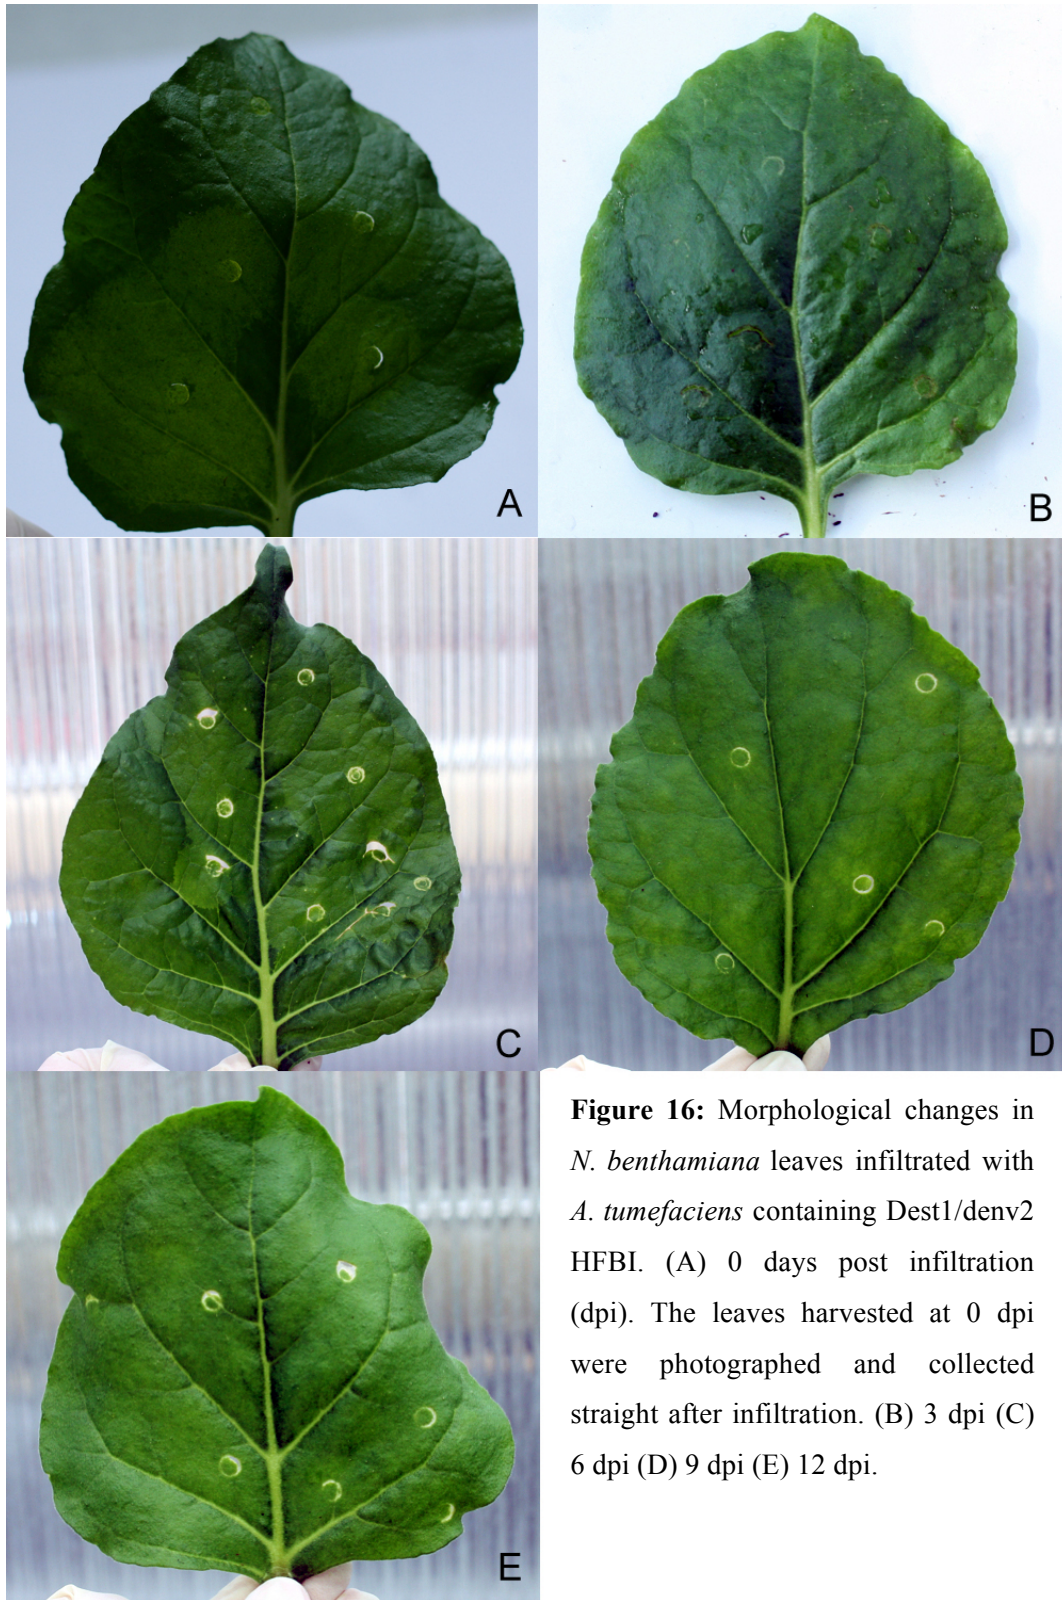 A
B
C
D
E
Figure 16: Morphological changes in
N. benthamiana leaves infiltrated with
A. tumefaciens containing Dest1/denv2
HFBI. (A) 0 days post infiltration
(dpi). The leaves harvested at 0 dpi
were photographed and collected
straight after infiltration. (B) 3 dpi (C)
6 dpi (D) 9 dpi (E) 12 dpi.